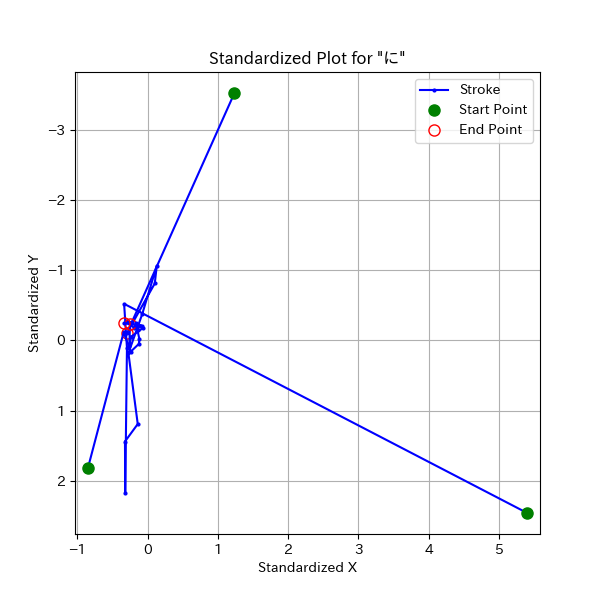 Standardized Plot for "に"
Stroke
Start Point
End Point
−3
−2
−1
0
1
2
Standardized Y
−1 0 1 2 3 4 5
Standardized X